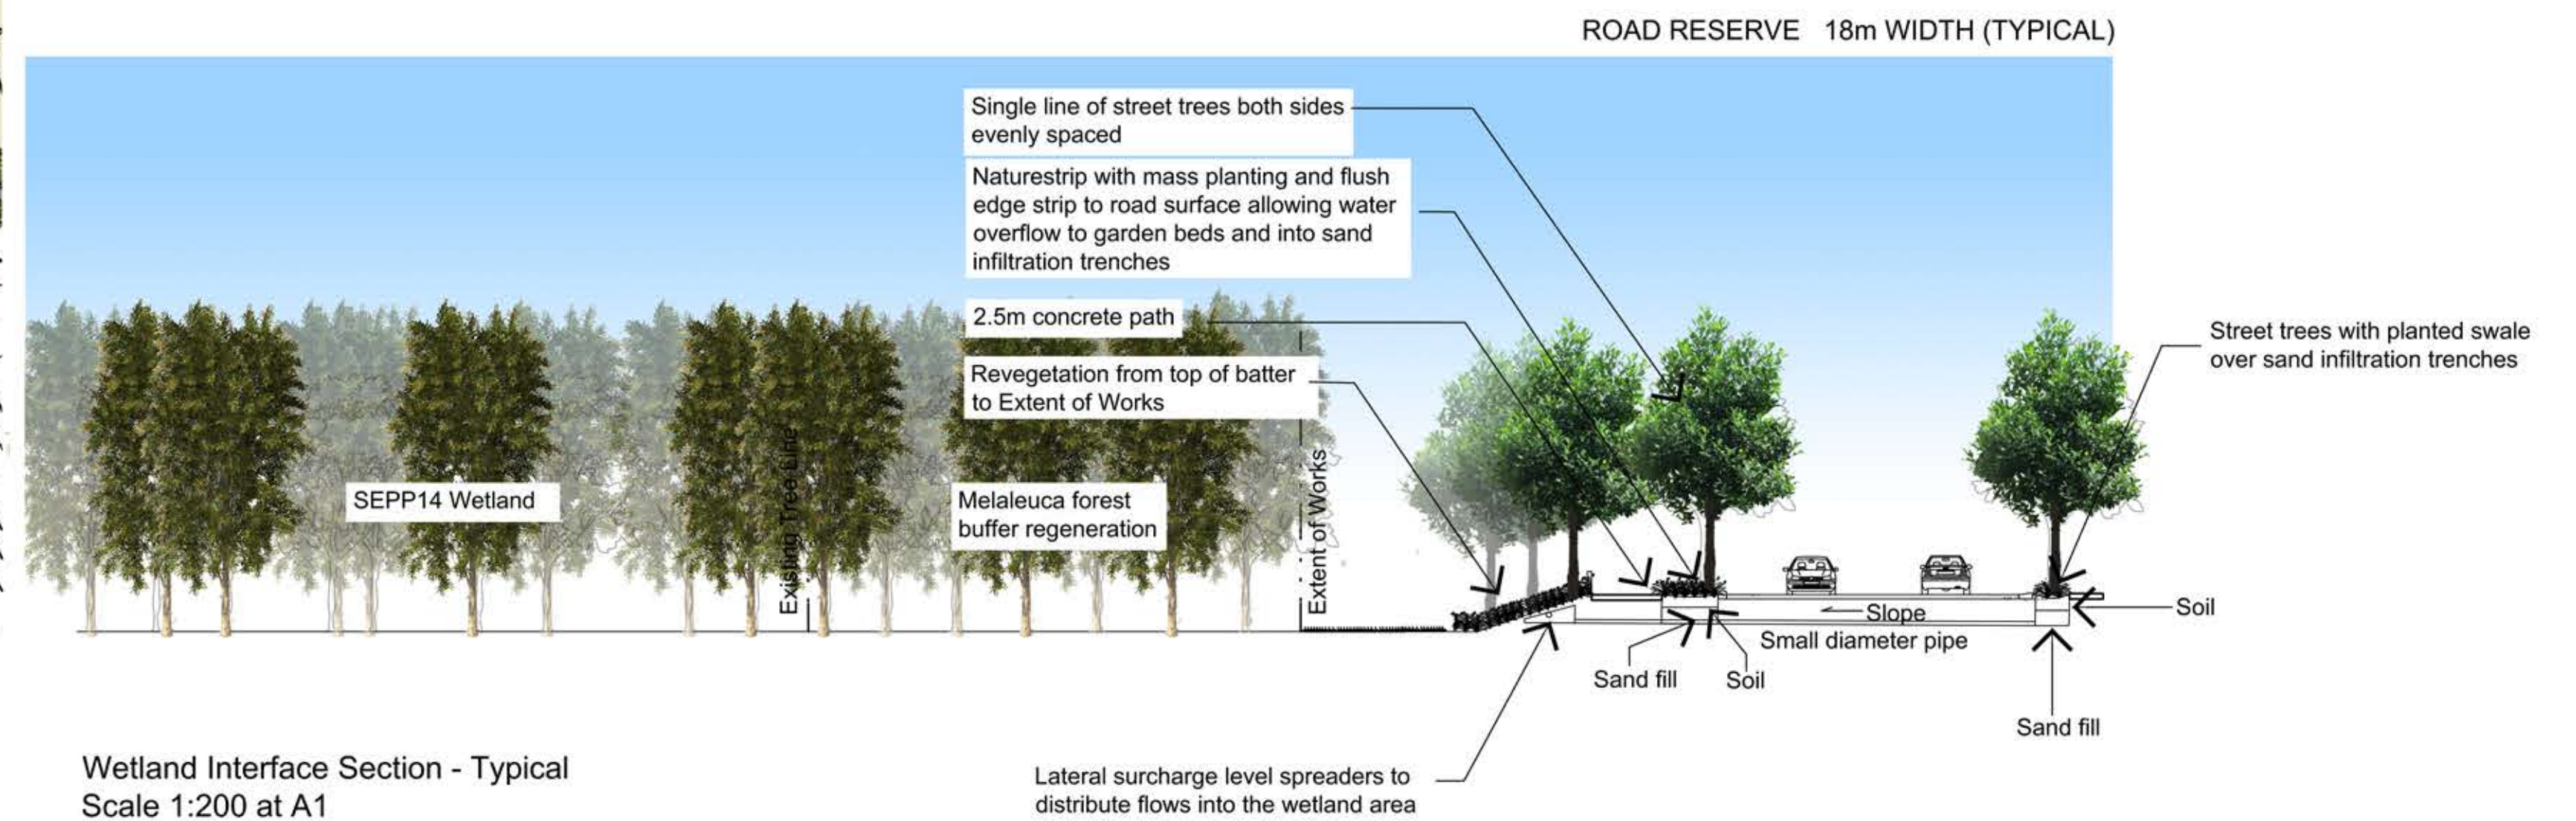 ROAD RESERVE   18m WIDTH (TYPICAL)
Single line of street trees both sides
evenly spaced
Naturestrip with mass planting and flush
edge strip to road surface allowing water
overflow to garden beds and into sand
infiltration trenches
2.5m concrete path
Revegetation from top of batter
to Extent of Works
Street trees with planted swale
over sand infiltration trenches
SEPP14 Wetland
Existing Tree Line
Melaleuca forest
buffer regeneration
Extent of Works
Slope
Small diameter pipe
Soil
Sand fill
Soil
Sand fill
Lateral surcharge level spreaders to
distribute flows into the wetland area
Wetland Interface Section - Typical
Scale 1:200 at A1